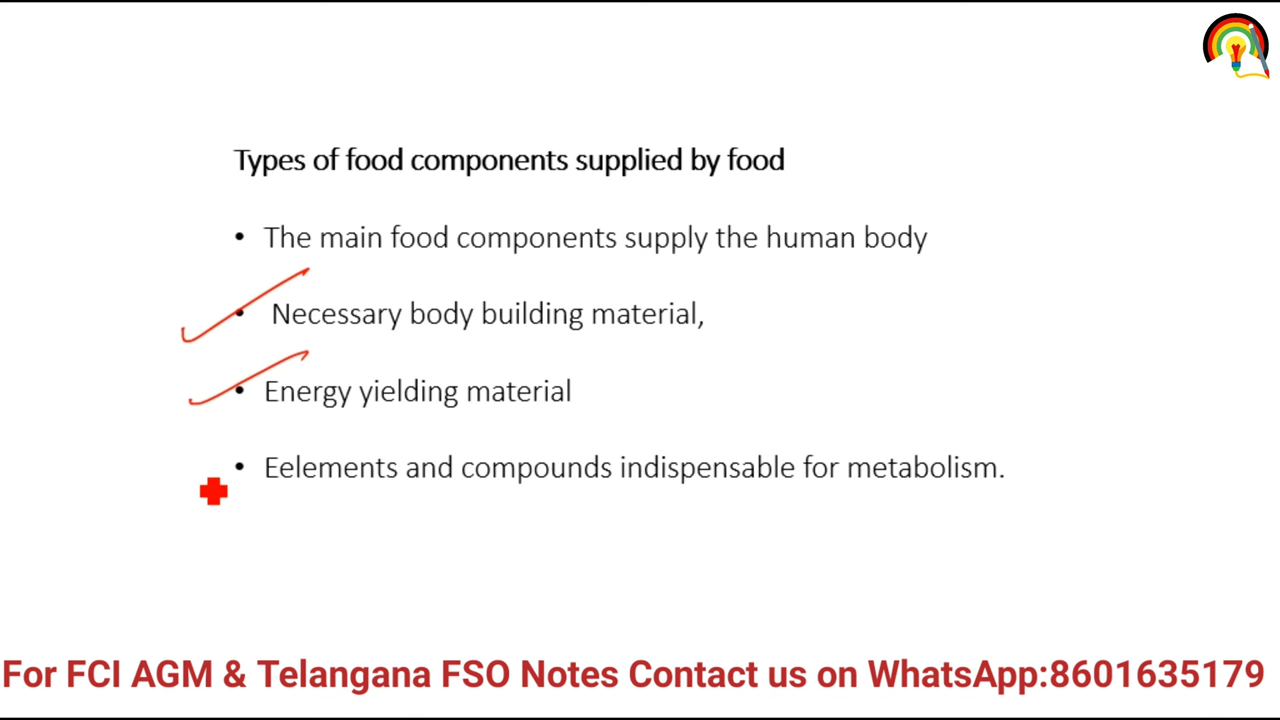 Types of food components supplied by food
• The main food components supply the human body
• Necessary body building material,
• Energy yielding material
• Eelements and compounds indispensable for metabolism.
For FCI AGM & Telangana FSO Notes Contact us on WhatsApp:8601635179